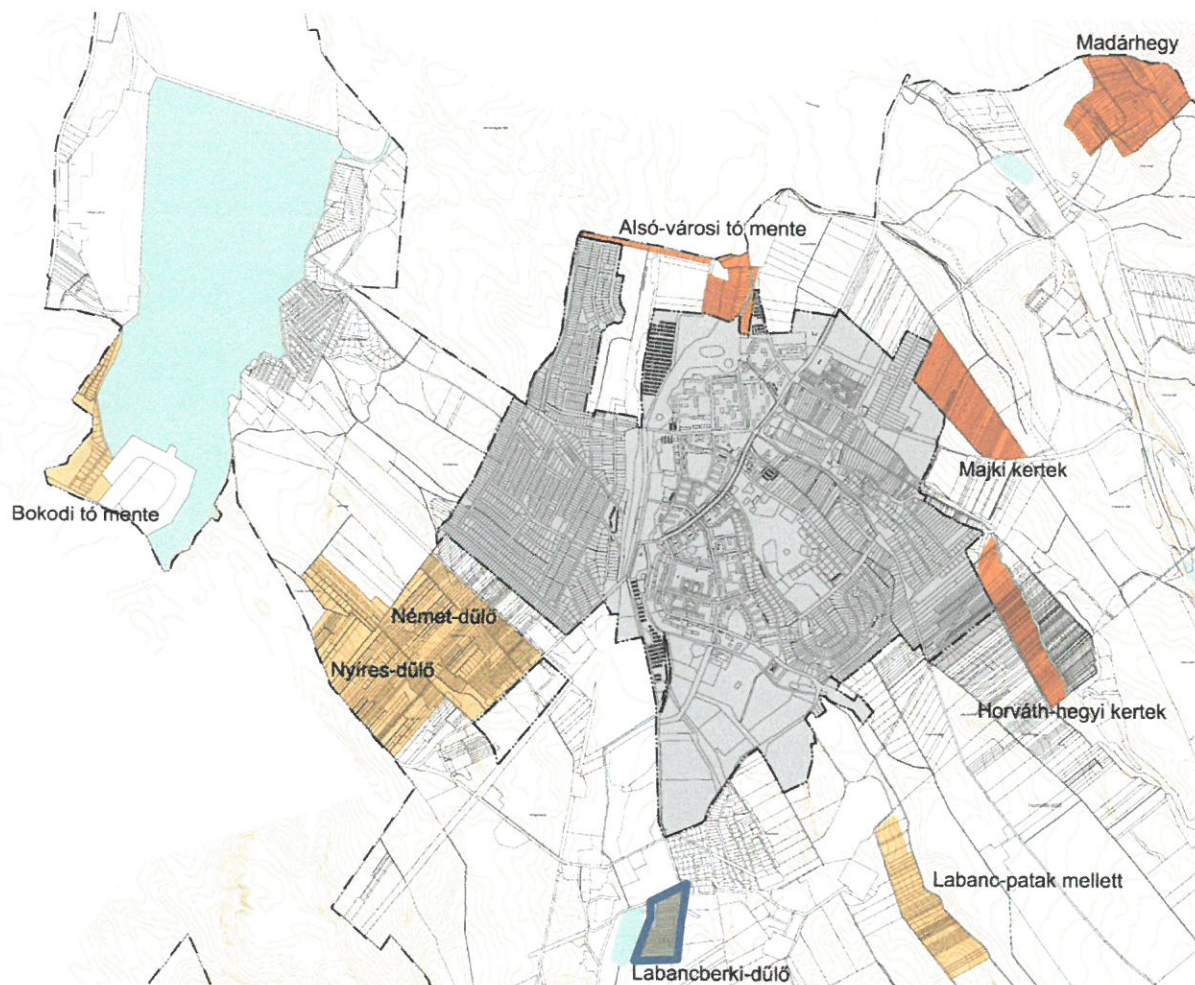 Madárhegy
Alsó-városi tó mente
Majki kertek
Bokodi tó mente
Német-dűlő
Nyíres-dűlő
Horváth-hegyi kertek
Labanc-patak mellett
Labancberki-dűlő